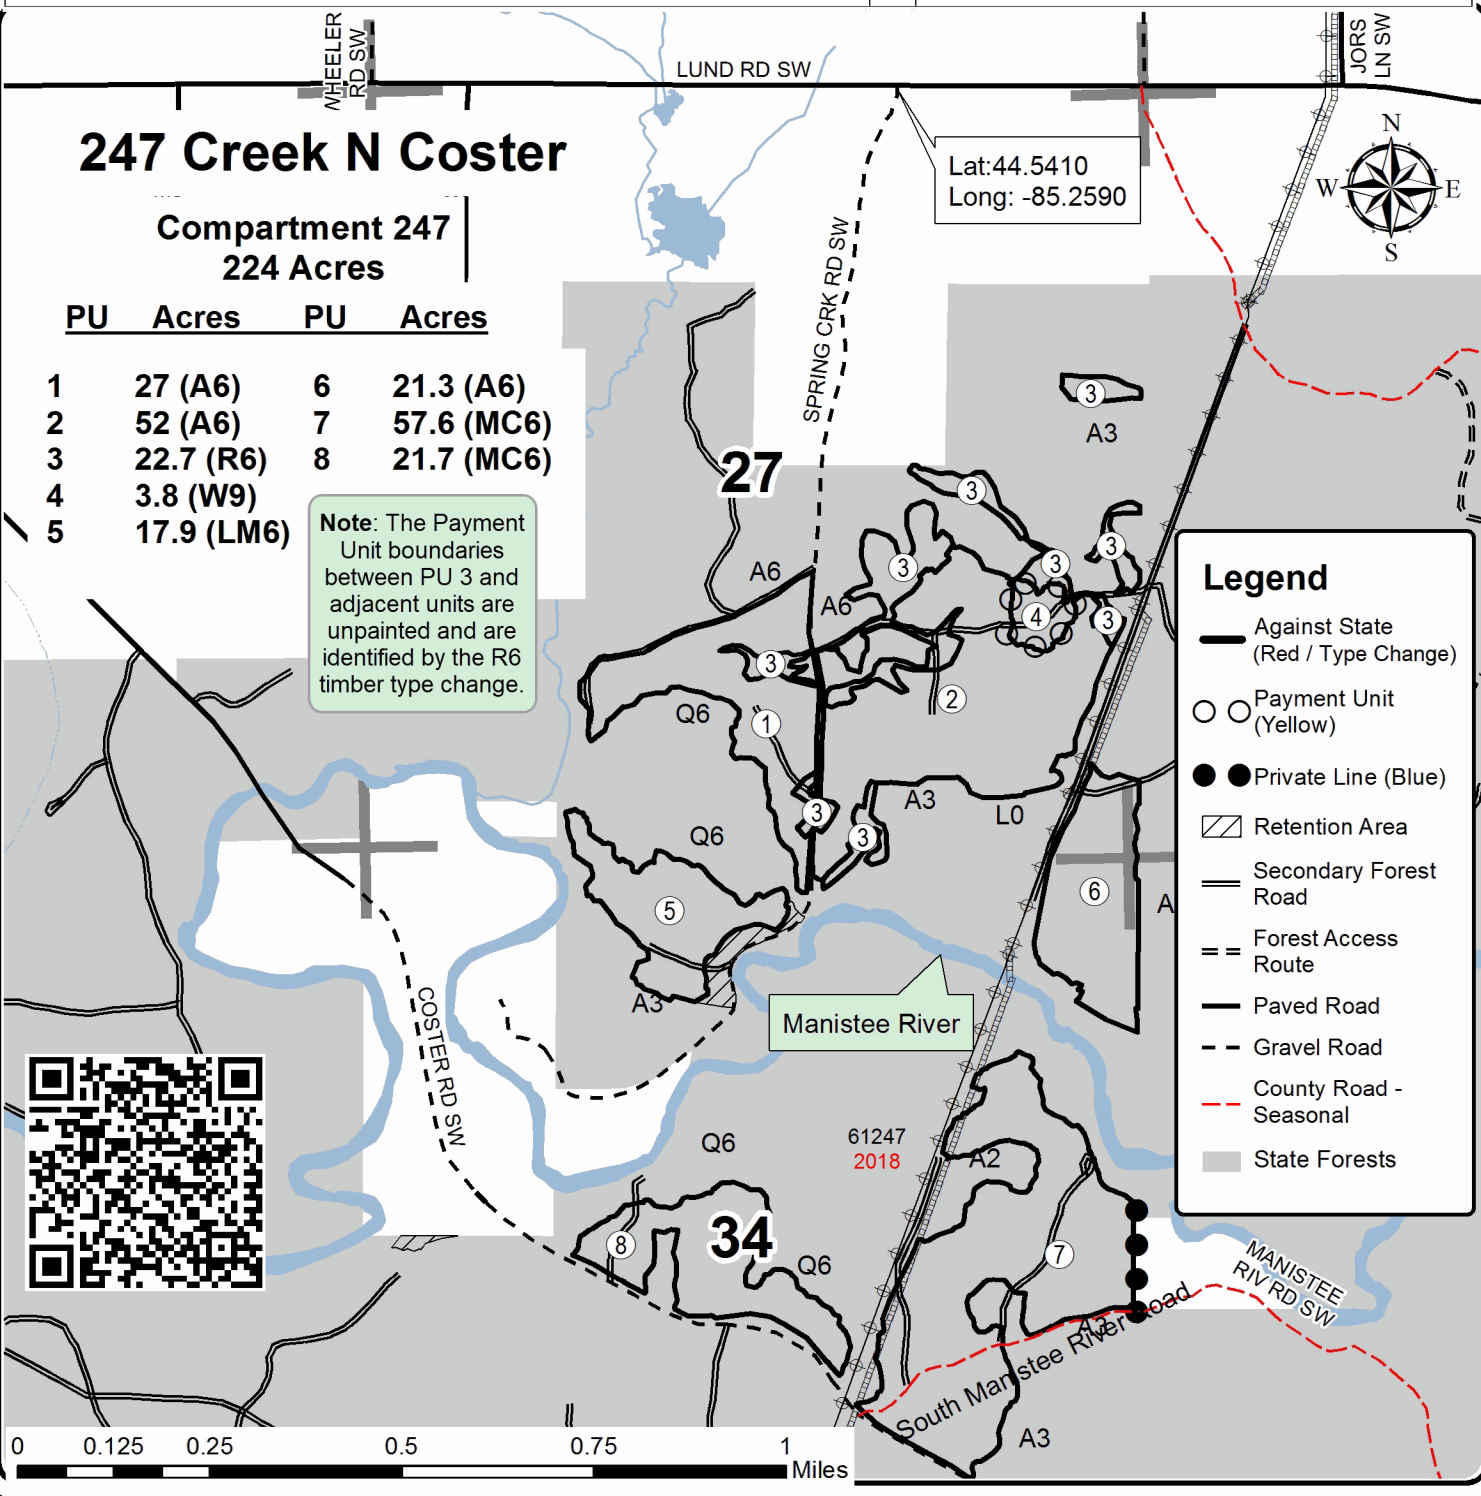 WHEELER
RD SW
LUND RD SW
JORS
LN SW
247 Creek N Coster
Lat:44.5410
Long: -85.2590
N
W E
S
Compartment 247
224 Acres
PU Acres PU Acres
1 27 (A6) 6 21.3 (A6)
2 52 (A6) 7 57.6 (MC6)
3 22.7 (R6) 8 21.7 (MC6)
4 3.8 (W9)
5 17.9 (LM6)
Note: The Payment
Unit boundaries
between PU 3 and
adjacent units are
unpainted and are
identified by the R6
timber type change.
SPRING CRK RD SW
27
3
A3
3
3
3
3
A6
A6
4
3
3
2
Q6
1
A3
L0
3
3
Q6
6
A
5
A3
Manistee River
COSTER RD SW
Legend
Against State
(Red / Type Change)
Payment Unit
(Yellow)
Private Line (Blue)
Retention Area
Secondary Forest
Road
Forest Access
Route
Paved Road
Gravel Road
County Road -
Seasonal
State Forests
61247
2018
Q6
A2
34
8
Q6
7
MANISTEE
RIV RD SW
A3
South Manistee River Road
A3
0 0.125 0.25 0.5 0.75 1
Miles